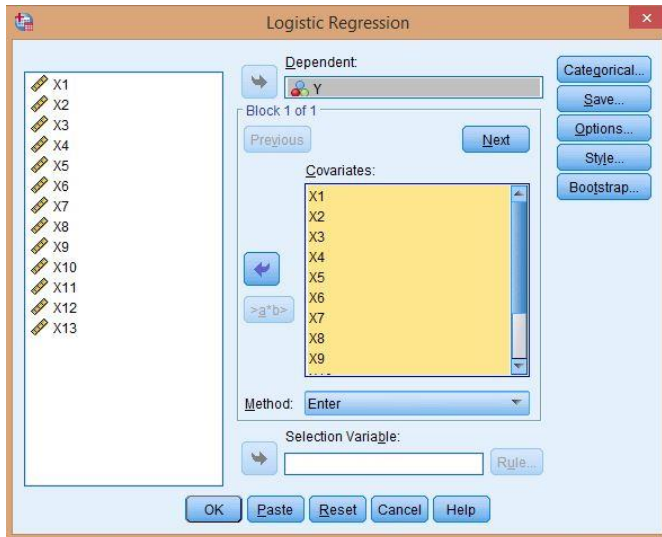 Logistic Regression
X1
X2
X3
X4
X5
X6
X7
X8
X9
X10
X11
X12
X13
Dependent:
Y
Block 1 of 1
Previous
Next
Covariates:
X1
X2
X3
X4
X5
X6
X7
X8
X9
>a*b>
Method: Enter
Selection Variable:
Rule...
Categorical...
Save...
Options...
Style...
Bootstrap...
OK
Paste
Reset
Cancel
Help